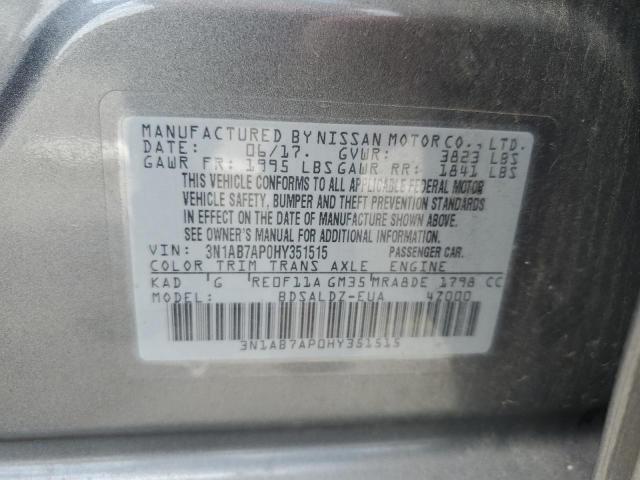 MANUFACTURED BY NISSAN MOTOR CO., LTD.
DATE: 06/17. GVWR: 3823 LBS
GAWR FR: 1995 LBS GAWR RR: 1841 LBS
THIS VEHICLE CONFORMS TO ALL APPLICABLE FEDERAL MOTOR
VEHICLE SAFETY, BUMPER AND THEFT PREVENTION STANDARDS
IN EFFECT ON THE DATE OF MANUFACTURE SHOWN ABOVE.
SEE OWNER'S MANUAL FOR ADDITIONAL INFORMATION.
VIN: 3N1AB7AP0HY351515 PASSENGER CAR.
COLOR TRIM TRANS AXLE ENGINE
KAD G RE0F11A GM35 MRA8DE 1798 CC
MODEL: BDSALDZ-EUA 47000
3N1AB7AP0HY351515